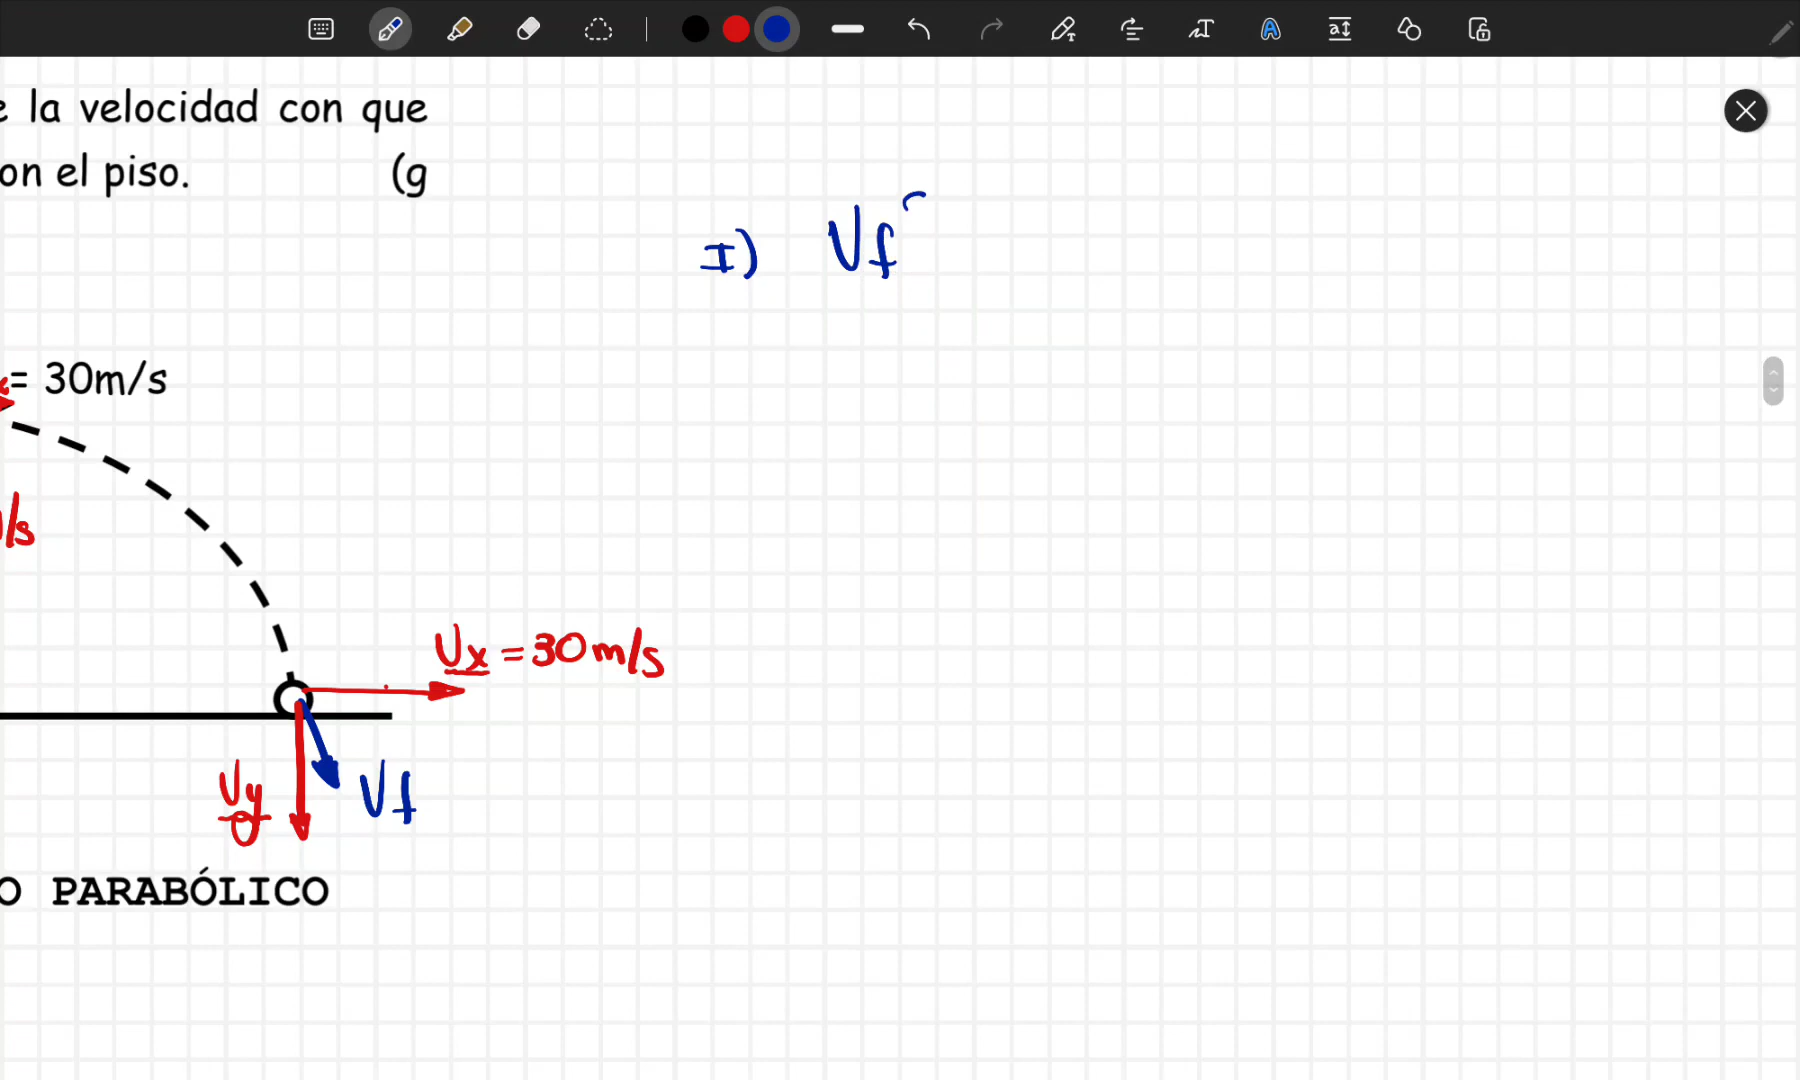 e la velocidad con que
on el piso. (g
I) Vf
x= 30m/s
/s
Vx = 30m/s
Vy
Vf
O PARABÓLICO